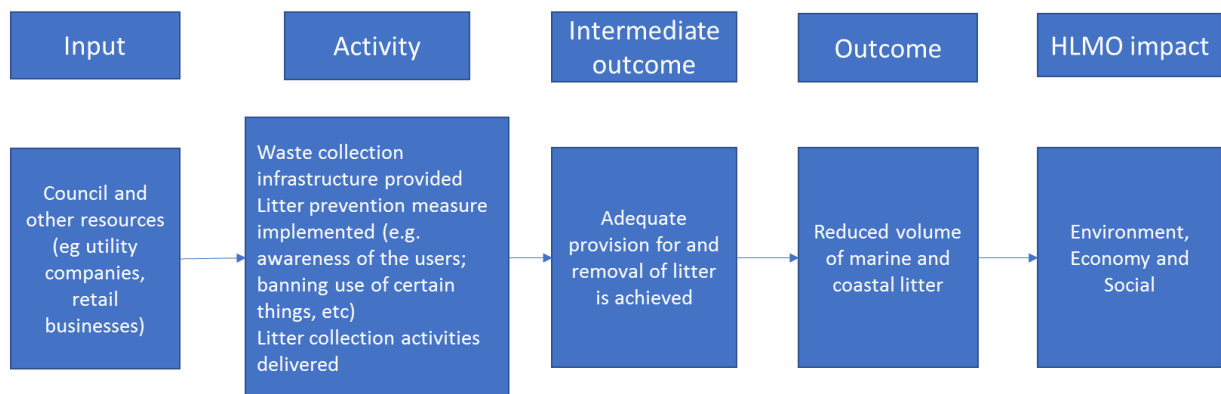 Input
Activity
Intermediate
outcome
Outcome
HLMO impact
Council and
other resources
(eg utility
companies,
retail
businesses)
Waste collection
infrastructure provided
Litter prevention measure
implemented (e.g.
awareness of the users;
banning use of certain
things, etc)
Litter collection activities
delivered
Adequate
provision for and
removal of litter
is achieved
Reduced volume
of marine and
coastal litter
Environment,
Economy and
Social